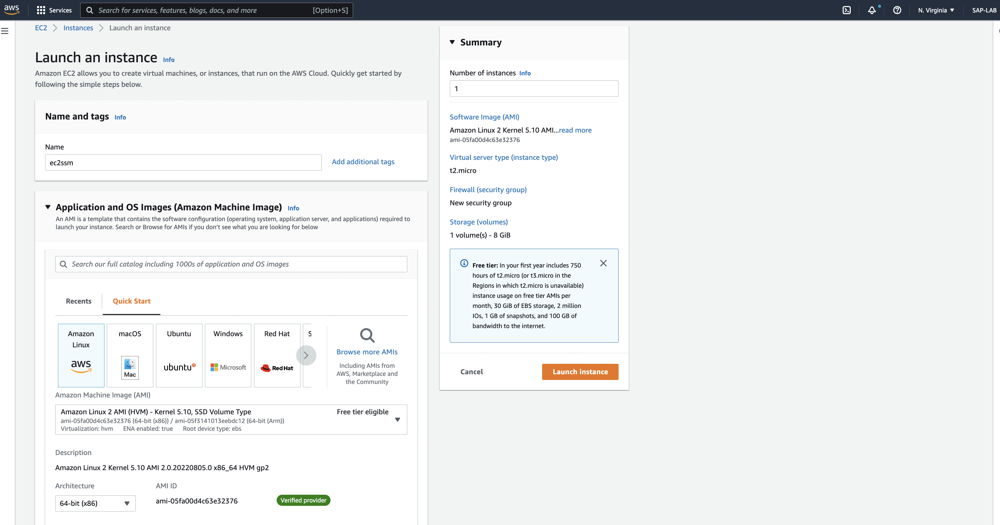 aws
Services
Search for services, features, blogs, docs, and more
[Option+S]
N. Virginia
SAP-LAB
EC2
Instances
Launch an instance
Launch an instance Info
Amazon EC2 allows you to create virtual machines, or instances, that run on the AWS Cloud. Quickly get started by
following the simple steps below.
Name and tags Info
Name
ec2ssm
Add additional tags
Application and OS Images (Amazon Machine Image) Info
An AMI is a template that contains the software configuration (operating system, application server, and applications) required to
launch your instance. Search or Browse for AMIs if you don’t see what you are looking for below
Search our full catalog including 1000s of application and OS images
Recents
Quick Start
Amazon
Linux
aws
macOS
Mac
Ubuntu
ubuntu
Windows
Microsoft
Red Hat
Red Hat
S
Browse more AMIs
Including AMIs from
AWS, Marketplace and
the Community
Amazon Machine Image (AMI)
Amazon Linux 2 AMI (HVM) - Kernel 5.10, SSD Volume Type
Free tier eligible
ami-05fa00d4c63e32376 (64-bit (x86)) / ami-05f3141013eebdc12 (64-bit (Arm))
Virtualization: hvm ENA enabled: true Root device type: ebs
Description
Amazon Linux 2 Kernel 5.10 AMI 2.0.20220805.0 x86_64 HVM gp2
Architecture
AMI ID
64-bit (x86)
ami-05fa00d4c63e32376
Verified provider
Summary
Number of instances Info
1
Software Image (AMI)
Amazon Linux 2 Kernel 5.10 AMI...read more
ami-05fa00d4c63e32376
Virtual server type (instance type)
t2.micro
Firewall (security group)
New security group
Storage (volumes)
1 volume(s) - 8 GiB
Free tier: In your first year includes 750
hours of t2.micro (or t3.micro in the
Regions in which t2.micro is unavailable)
instance usage on free tier AMIs per
month, 30 GiB of EBS storage, 2 million
IOs, 1 GB of snapshots, and 100 GB of
bandwidth to the internet.
Cancel
Launch instance